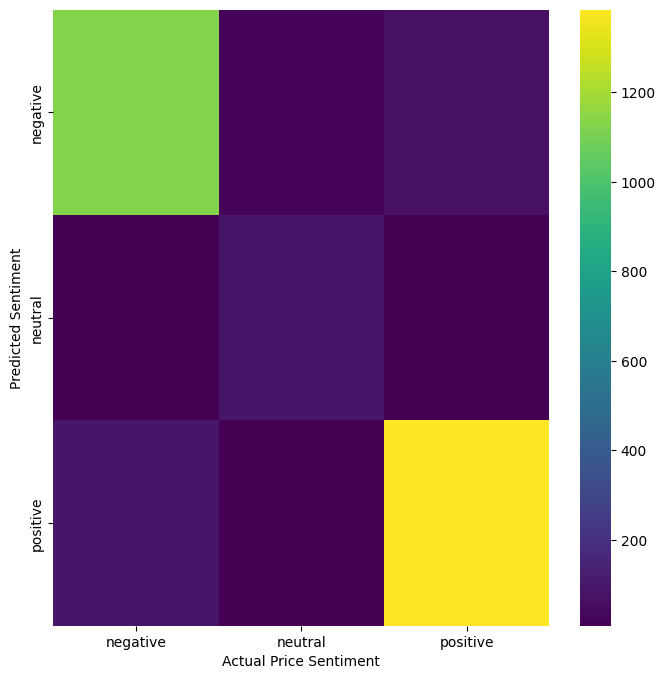 negative
neutral
positive
Predicted Sentiment
negative
neutral
positive
Actual Price Sentiment
1200
1000
800
600
400
200